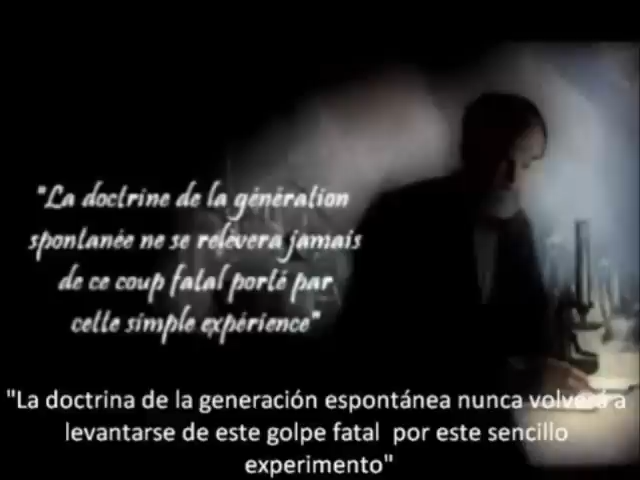 "La doctrine de la génération
spontanée ne se relèvera jamais
de ce coup fatal porté par
cette simple expérience"
"La doctrina de la generación espontánea nunca volverá a
levantarse de este golpe fatal por este sencillo
experimento"